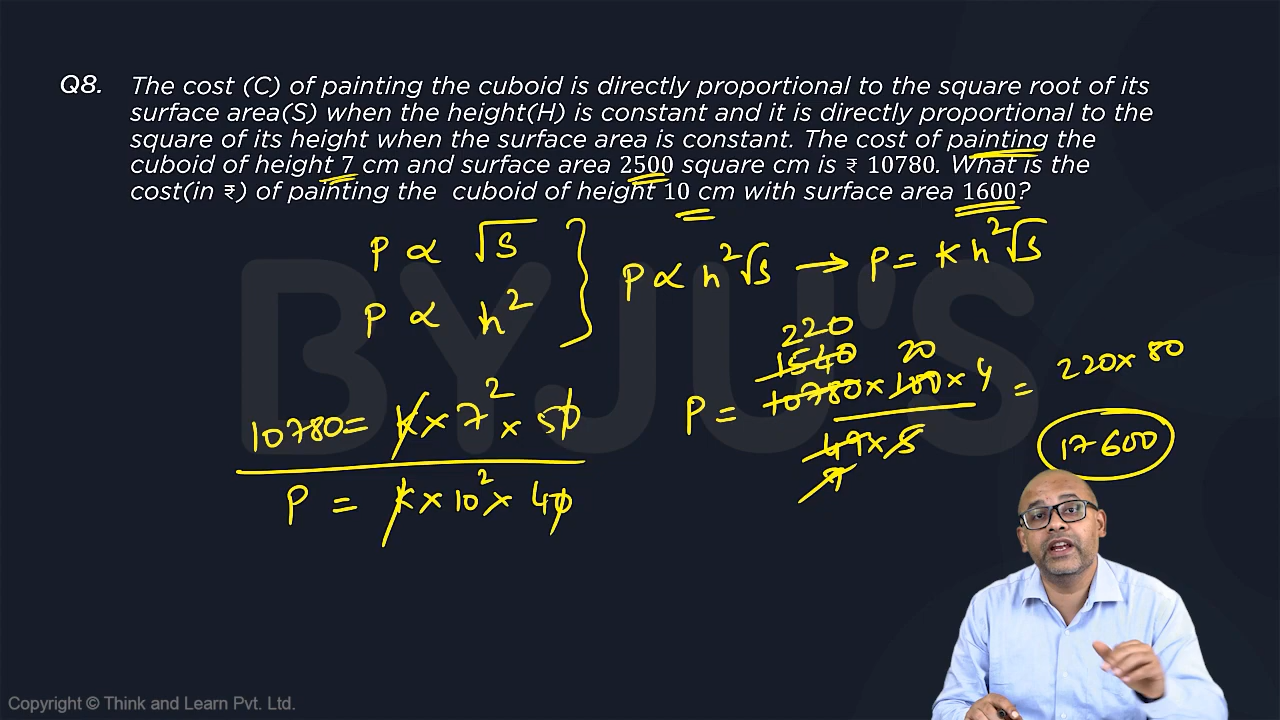 Q8. The cost (C) of painting the cuboid is directly proportional to the square root of its
surface area(S) when the height(H) is constant and it is directly proportional to the
square of its height when the surface area is constant. The cost of painting the
cuboid of height 7 cm and surface area 2500 square cm is ₹ 10780. What is the
cost(in ₹) of painting the cuboid of height 10 cm with surface area 1600?
P ∝ √S
P ∝ h²
P ∝ h²√S → P = k h²√S
10780 = k × 7² × 50
P = k × 10² × 40
220
1540 20
P = 10780 × 100 × 4 = 220 × 80
49 × 5
7
17600
BYJU'S
Copyright © Think and Learn Pvt. Ltd.